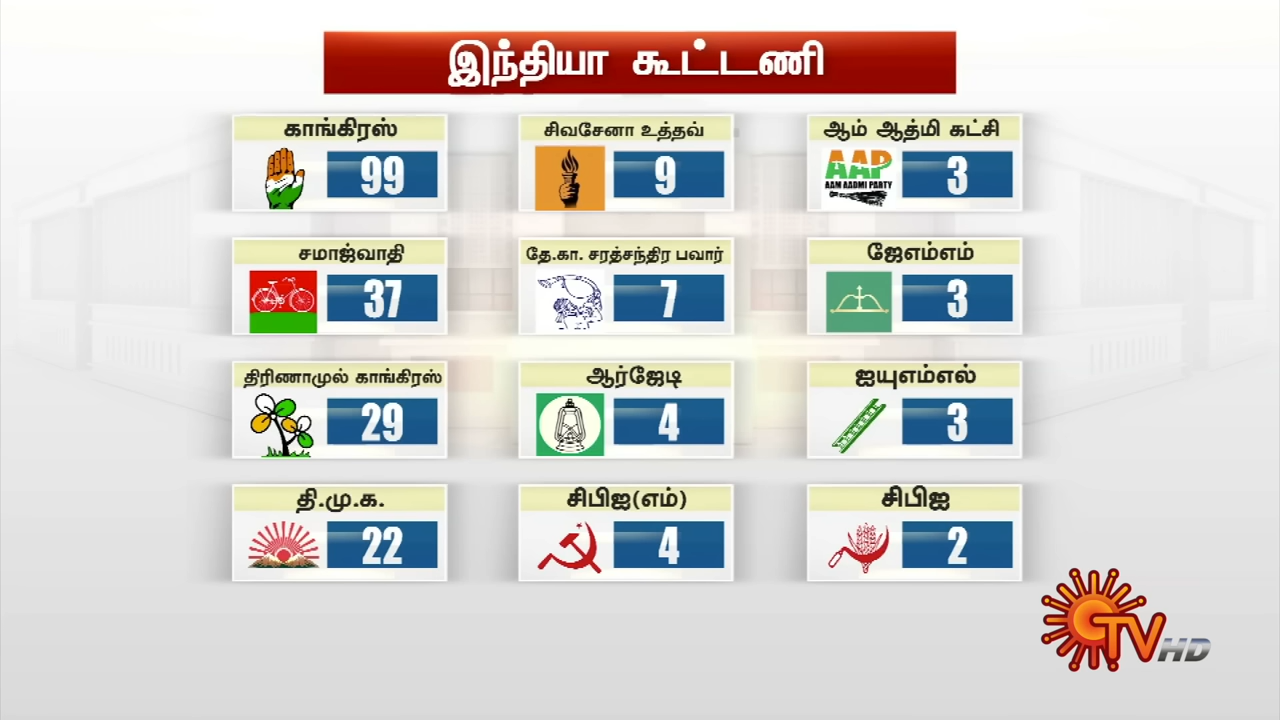 இந்தியா கூட்டணி
காங்கிரஸ்
99
சிவசேனா உத்தவ்
9
ஆம் ஆத்மி கட்சி
AAP
AAM AADMI PARTY
3
சமாஜ்வாதி
37
தே.கா. சரத்சந்திர பவார்
7
ஜேஎம்எம்
3
திரிணாமுல் காங்கிரஸ்
29
ஆர்ஜேடி
4
ஐயுஎம்எல்
3
தி.மு.க.
22
சிபிஐ(எம்)
4
சிபிஐ
2
TV HD